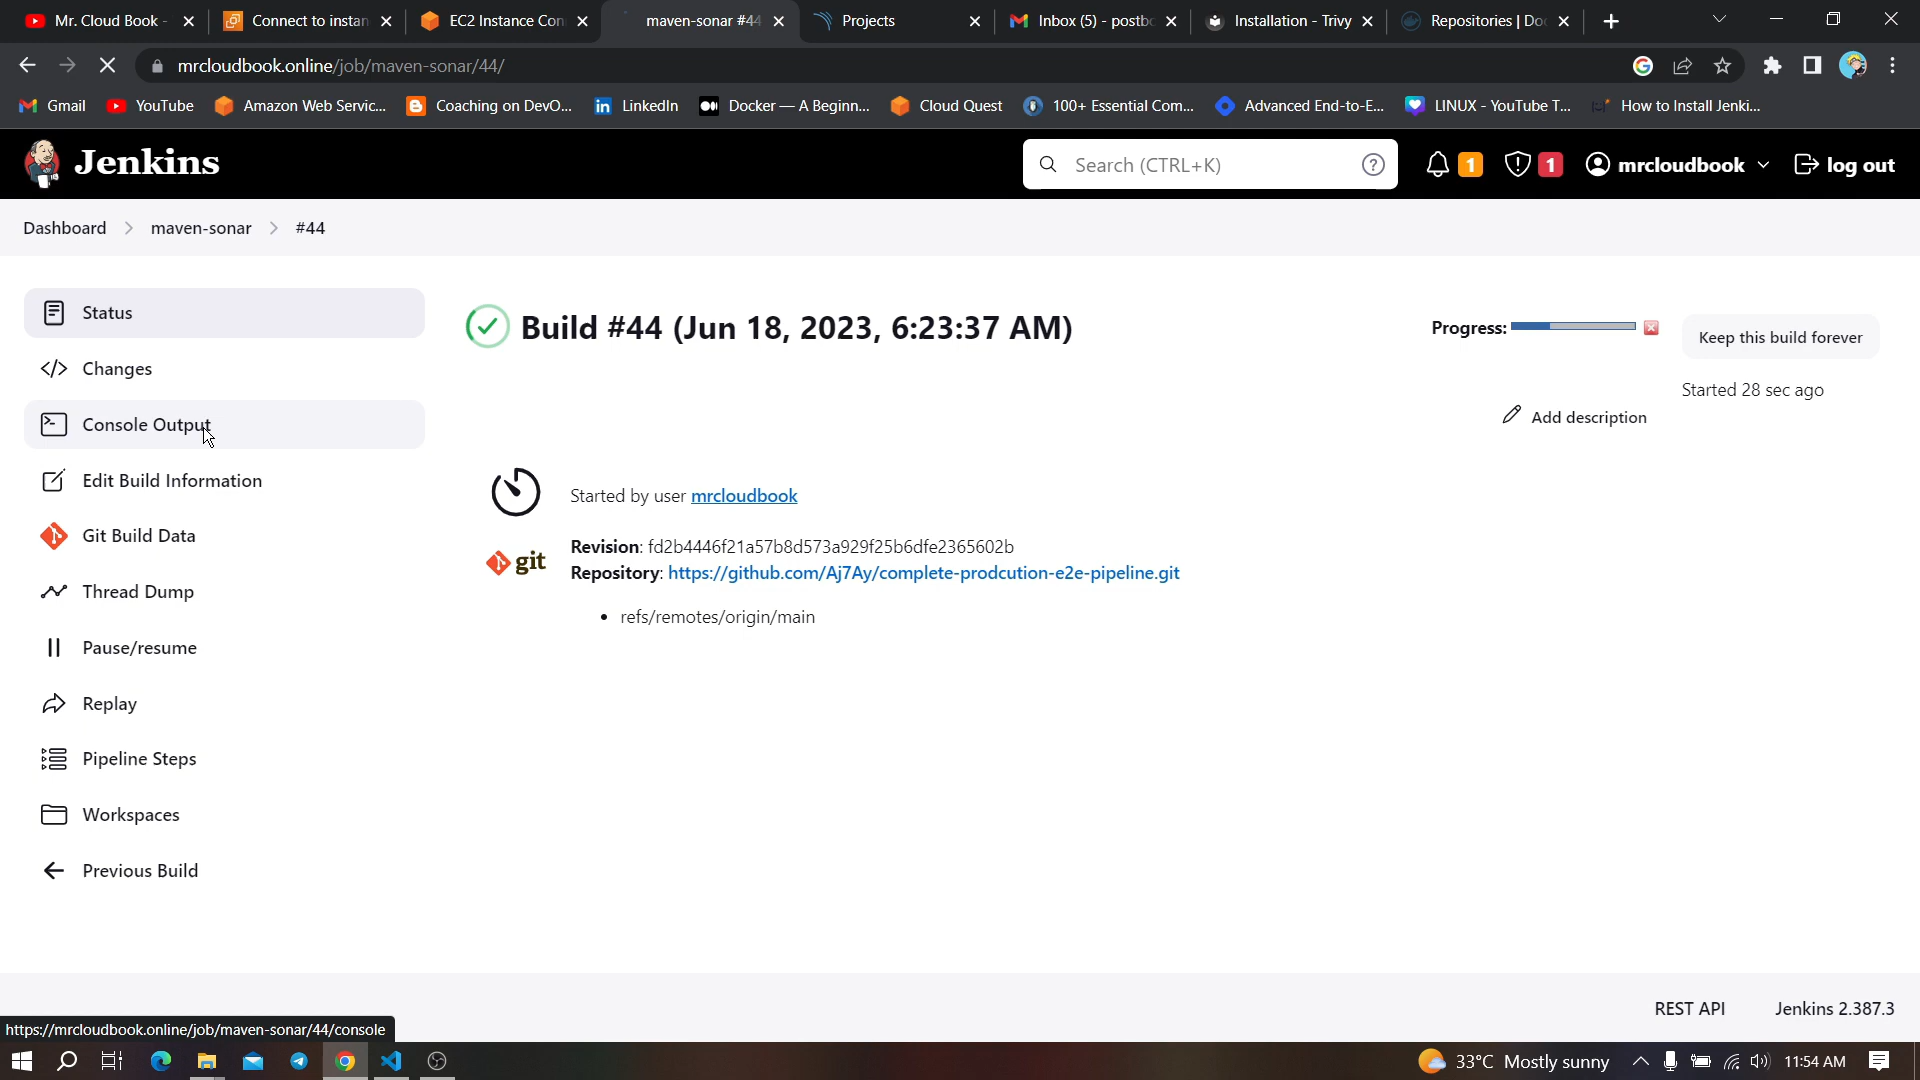 Mr. Cloud Book -
Connect to instan
EC2 Instance Con
maven-sonar #44
Projects
Inbox (5) - postbo
Installation - Trivy
Repositories | Do
mrcloudbook.online/job/maven-sonar/44/
Gmail
YouTube
Amazon Web Servic...
Coaching on DevO...
LinkedIn
Docker — A Beginn...
Cloud Quest
100+ Essential Com...
Advanced End-to-E...
LINUX - YouTube T...
How to Install Jenki...
Jenkins
Search (CTRL+K)
1
1
mrcloudbook
log out
Dashboard
maven-sonar
#44
Status
Changes
Console Output
Edit Build Information
Git Build Data
Thread Dump
Pause/resume
Replay
Pipeline Steps
Workspaces
Previous Build
Build #44 (Jun 18, 2023, 6:23:37 AM)
Progress:
Keep this build forever
Started 28 sec ago
Add description
Started by user mrcloudbook
git
Revision: fd2b4446f21a57b8d573a929f25b6dfe2365602b
Repository: https://github.com/Aj7Ay/complete-prodcution-e2e-pipeline.git
refs/remotes/origin/main
REST API
Jenkins 2.387.3
https://mrcloudbook.online/job/maven-sonar/44/console
33°C Mostly sunny
11:54 AM